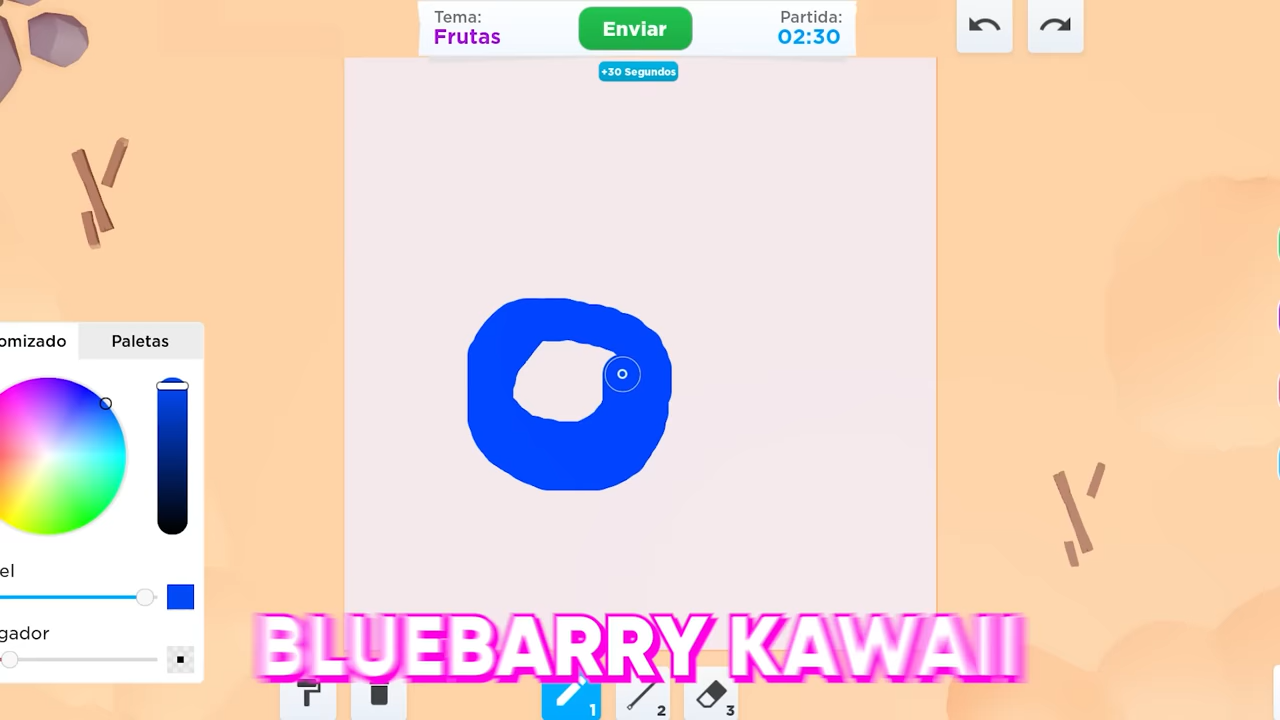 Tema:
Frutas
Enviar
Partida:
02:30
+30 Segundos
omizado
Paletas
el
gador
BLUEBARRY KAWAII
1
2
3